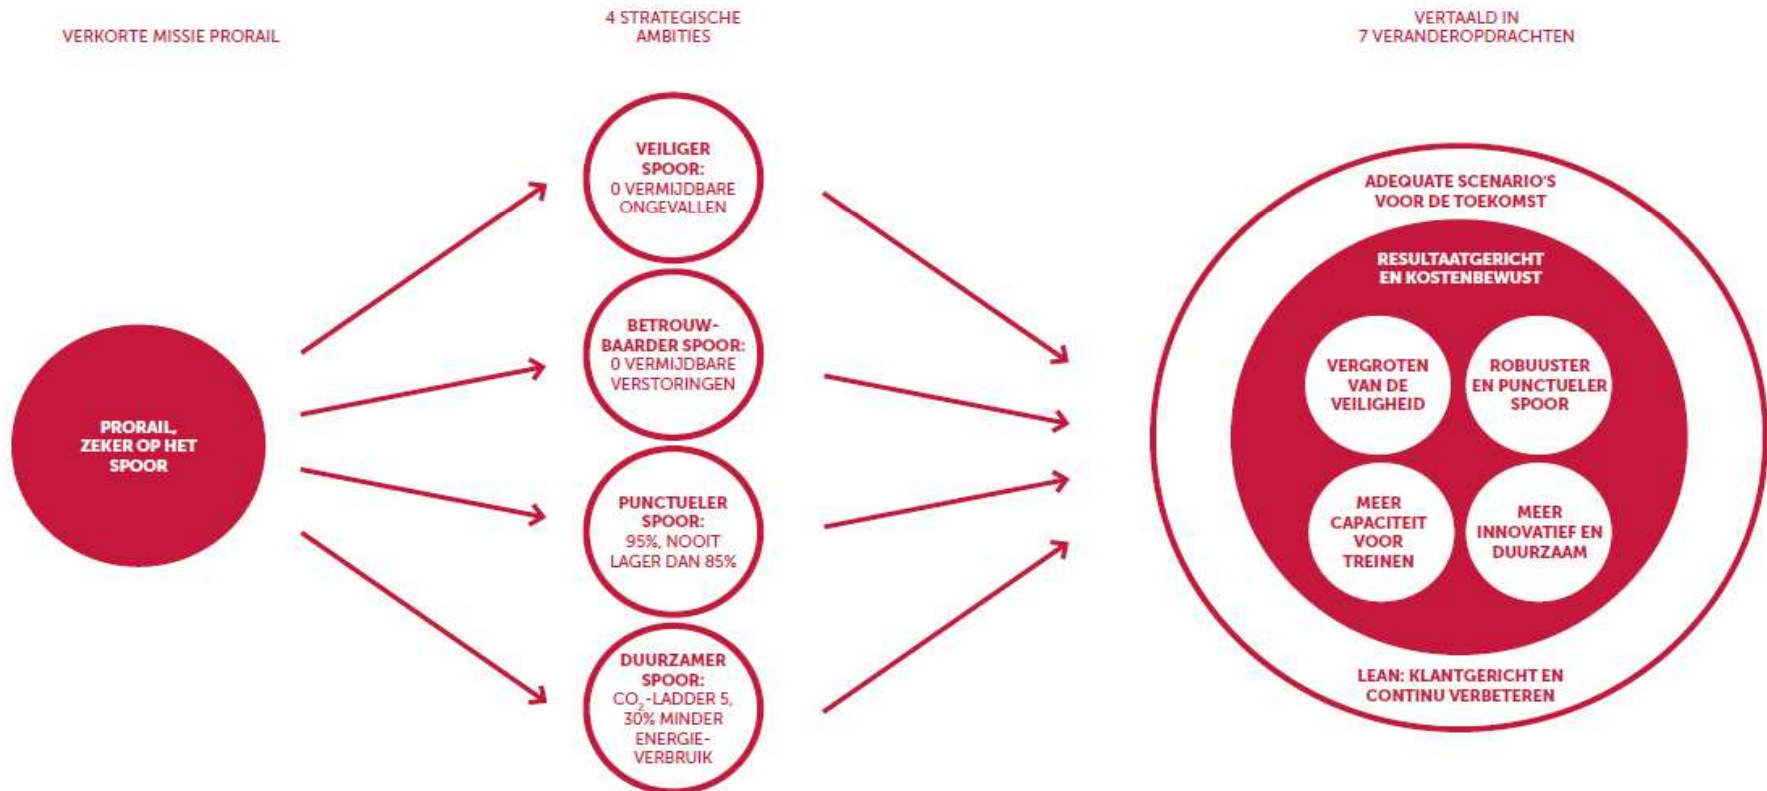 VERKORTE MISSIE PRORAIL
4 STRATEGISCHE
AMBITIES
VERTAALD IN
7 VERANDEROPDRACHTEN
PRORAIL,
ZEKER OP HET
SPOOR
VEILIGER
SPOOR:
0 VERMIJDBARE
ONGEVALLEN
BETROUW-
BAARDER SPOOR:
0 VERMIJDBARE
VERSTORINGEN
PUNCTUELER
SPOOR:
95%, NOOIT
LAGER DAN 85%
DUURZAMER
SPOOR:
CO₂-LADDER 5,
30% MINDER
ENERGIE-
VERBRUIK
ADEQUATE SCENARIO'S
VOOR DE TOEKOMST
RESULTAATGERICHT
EN KOSTENBEWUST
VERGROTEN
VAN DE
VEILIGHEID
ROBUUSTER
EN PUNCTUELER
SPOOR
MEER
CAPACITEIT
VOOR
TREINEN
MEER
INNOVATIEF EN
DUURZAAM
LEAN: KLANTGERICHT EN
CONTINU VERBETEREN